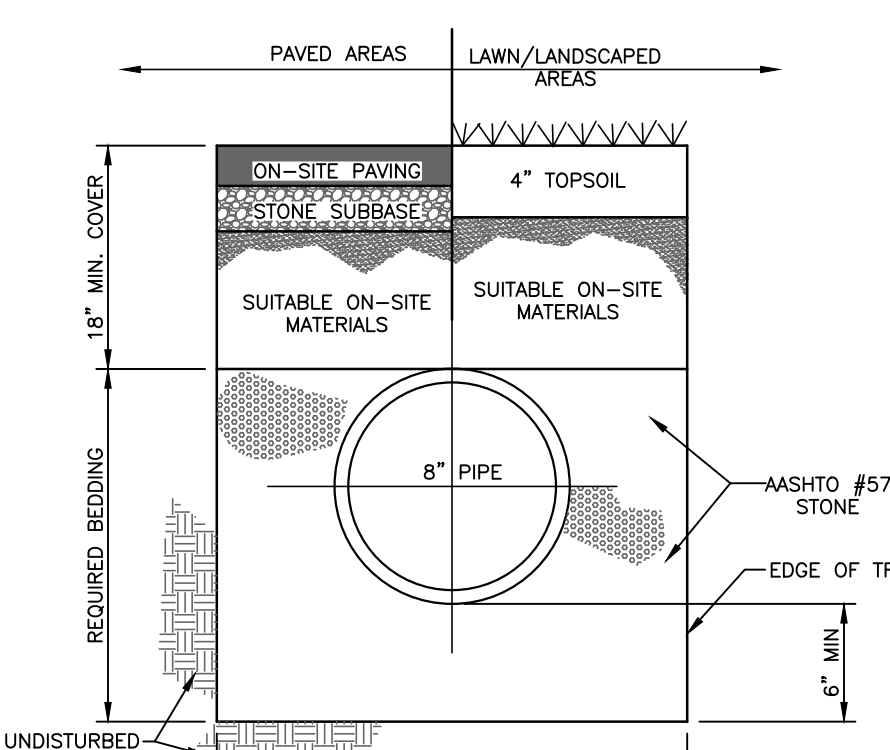 PAVED AREAS
LAWN/LANDSCAPED
AREAS
ON-SITE PAVING
4" TOPSOIL
STONE SUBBASE
18" MIN. COVER
SUITABLE ON-SITE
MATERIALS
SUITABLE ON-SITE
MATERIALS
8" PIPE
AASHTO #57
STONE
REQUIRED BEDDING
EDGE OF
6" MIN
UNDISTURBED